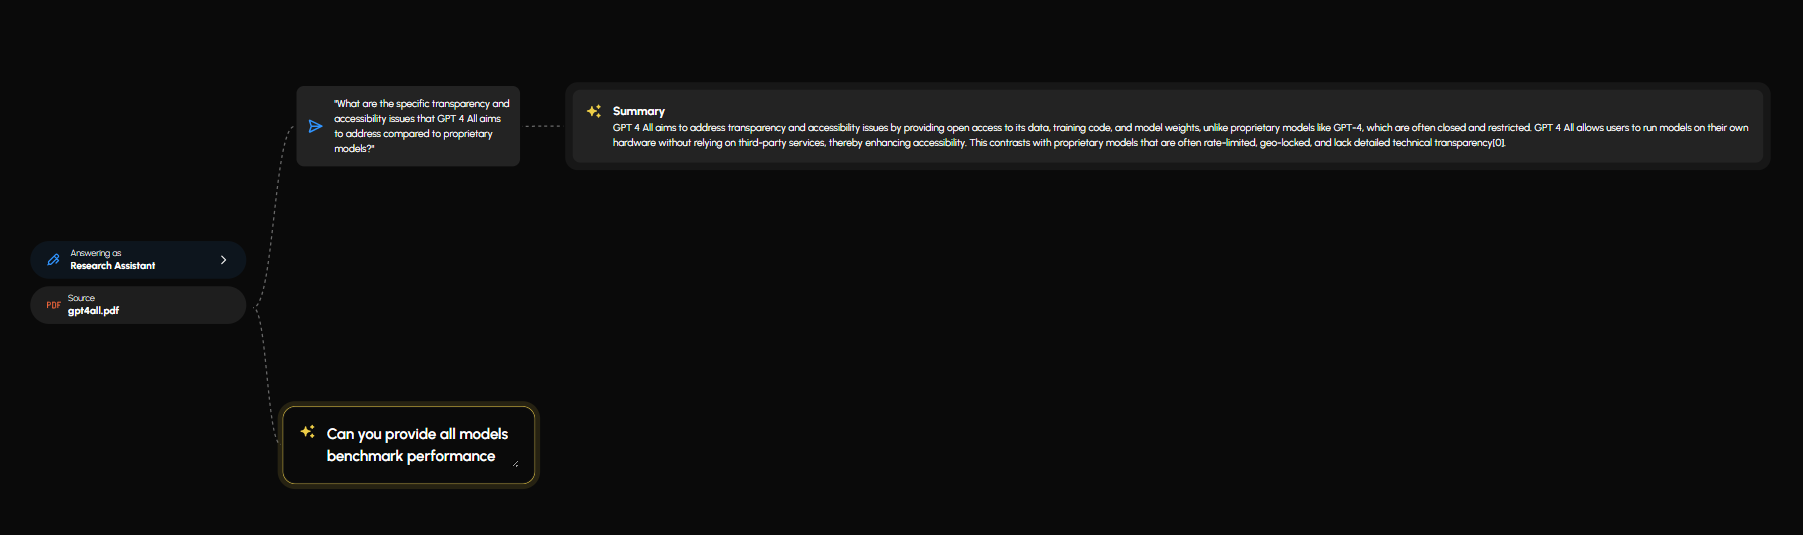 "What are the specific transparency and
accessibility issues that GPT 4 All aims
to address compared to proprietary
models?"
Summary
GPT 4 All aims to address transparency and accessibility issues by providing open access to its data, training code, and model weights, unlike proprietary models like GPT-4, which are often closed and restricted. GPT 4 All allows users to run models on their own
hardware without relying on third-party services, thereby enhancing accessibility. This contrasts with proprietary models that are often rate-limited, geo-locked, and lack detailed technical transparency[0].
Answering as
Research Assistant
PDF
Source
gpt4all.pdf
Can you provide all models
benchmark performance